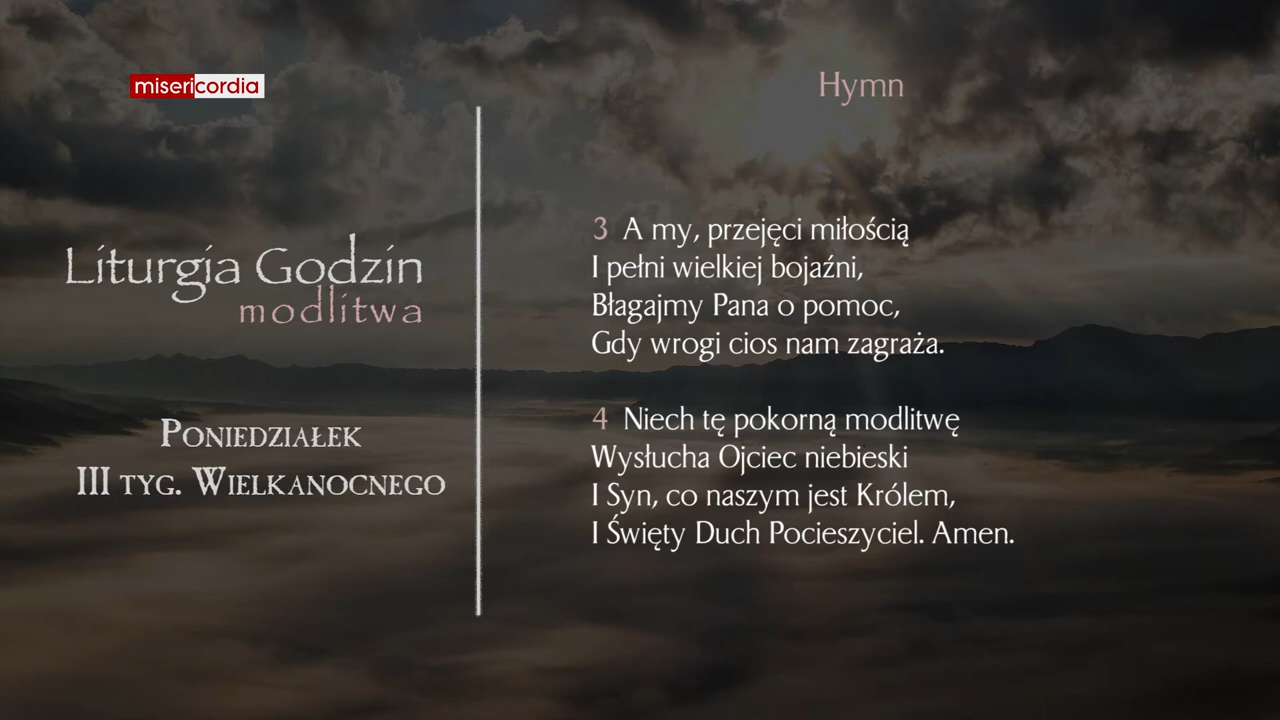 misericordia
Liturgia Godzin
modlitwa
Poniedziałek
III tyg. Wielkanocnego
Hymn
3 A my, przejęci miłością
I pełni wielkiej bojaźni,
Błagajmy Pana o pomoc,
Gdy wrogi cios nam zagraża.
4 Niech tę pokorną modlitwę
Wysłucha Ojciec niebieski
I Syn, co naszym jest Królem,
I Święty Duch Pocieszyciel. Amen.